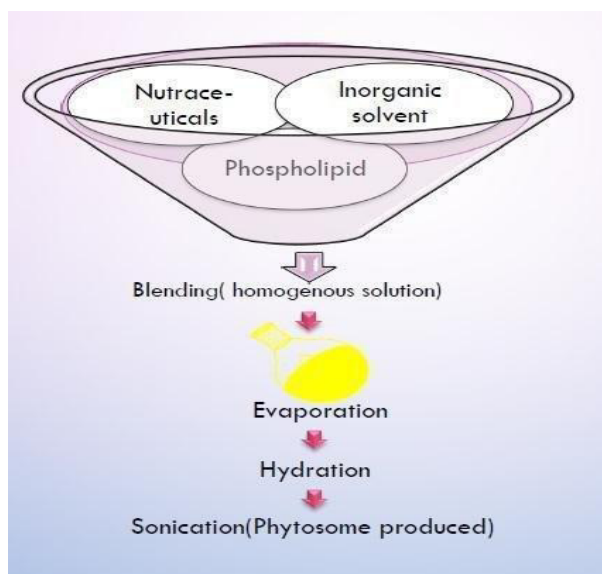 Nutrace-
uticals
Inorganic
solvent
Phospholipid
Blending( homogenous solution)
Evaporation
Hydration
Sonication(Phytosome produced)